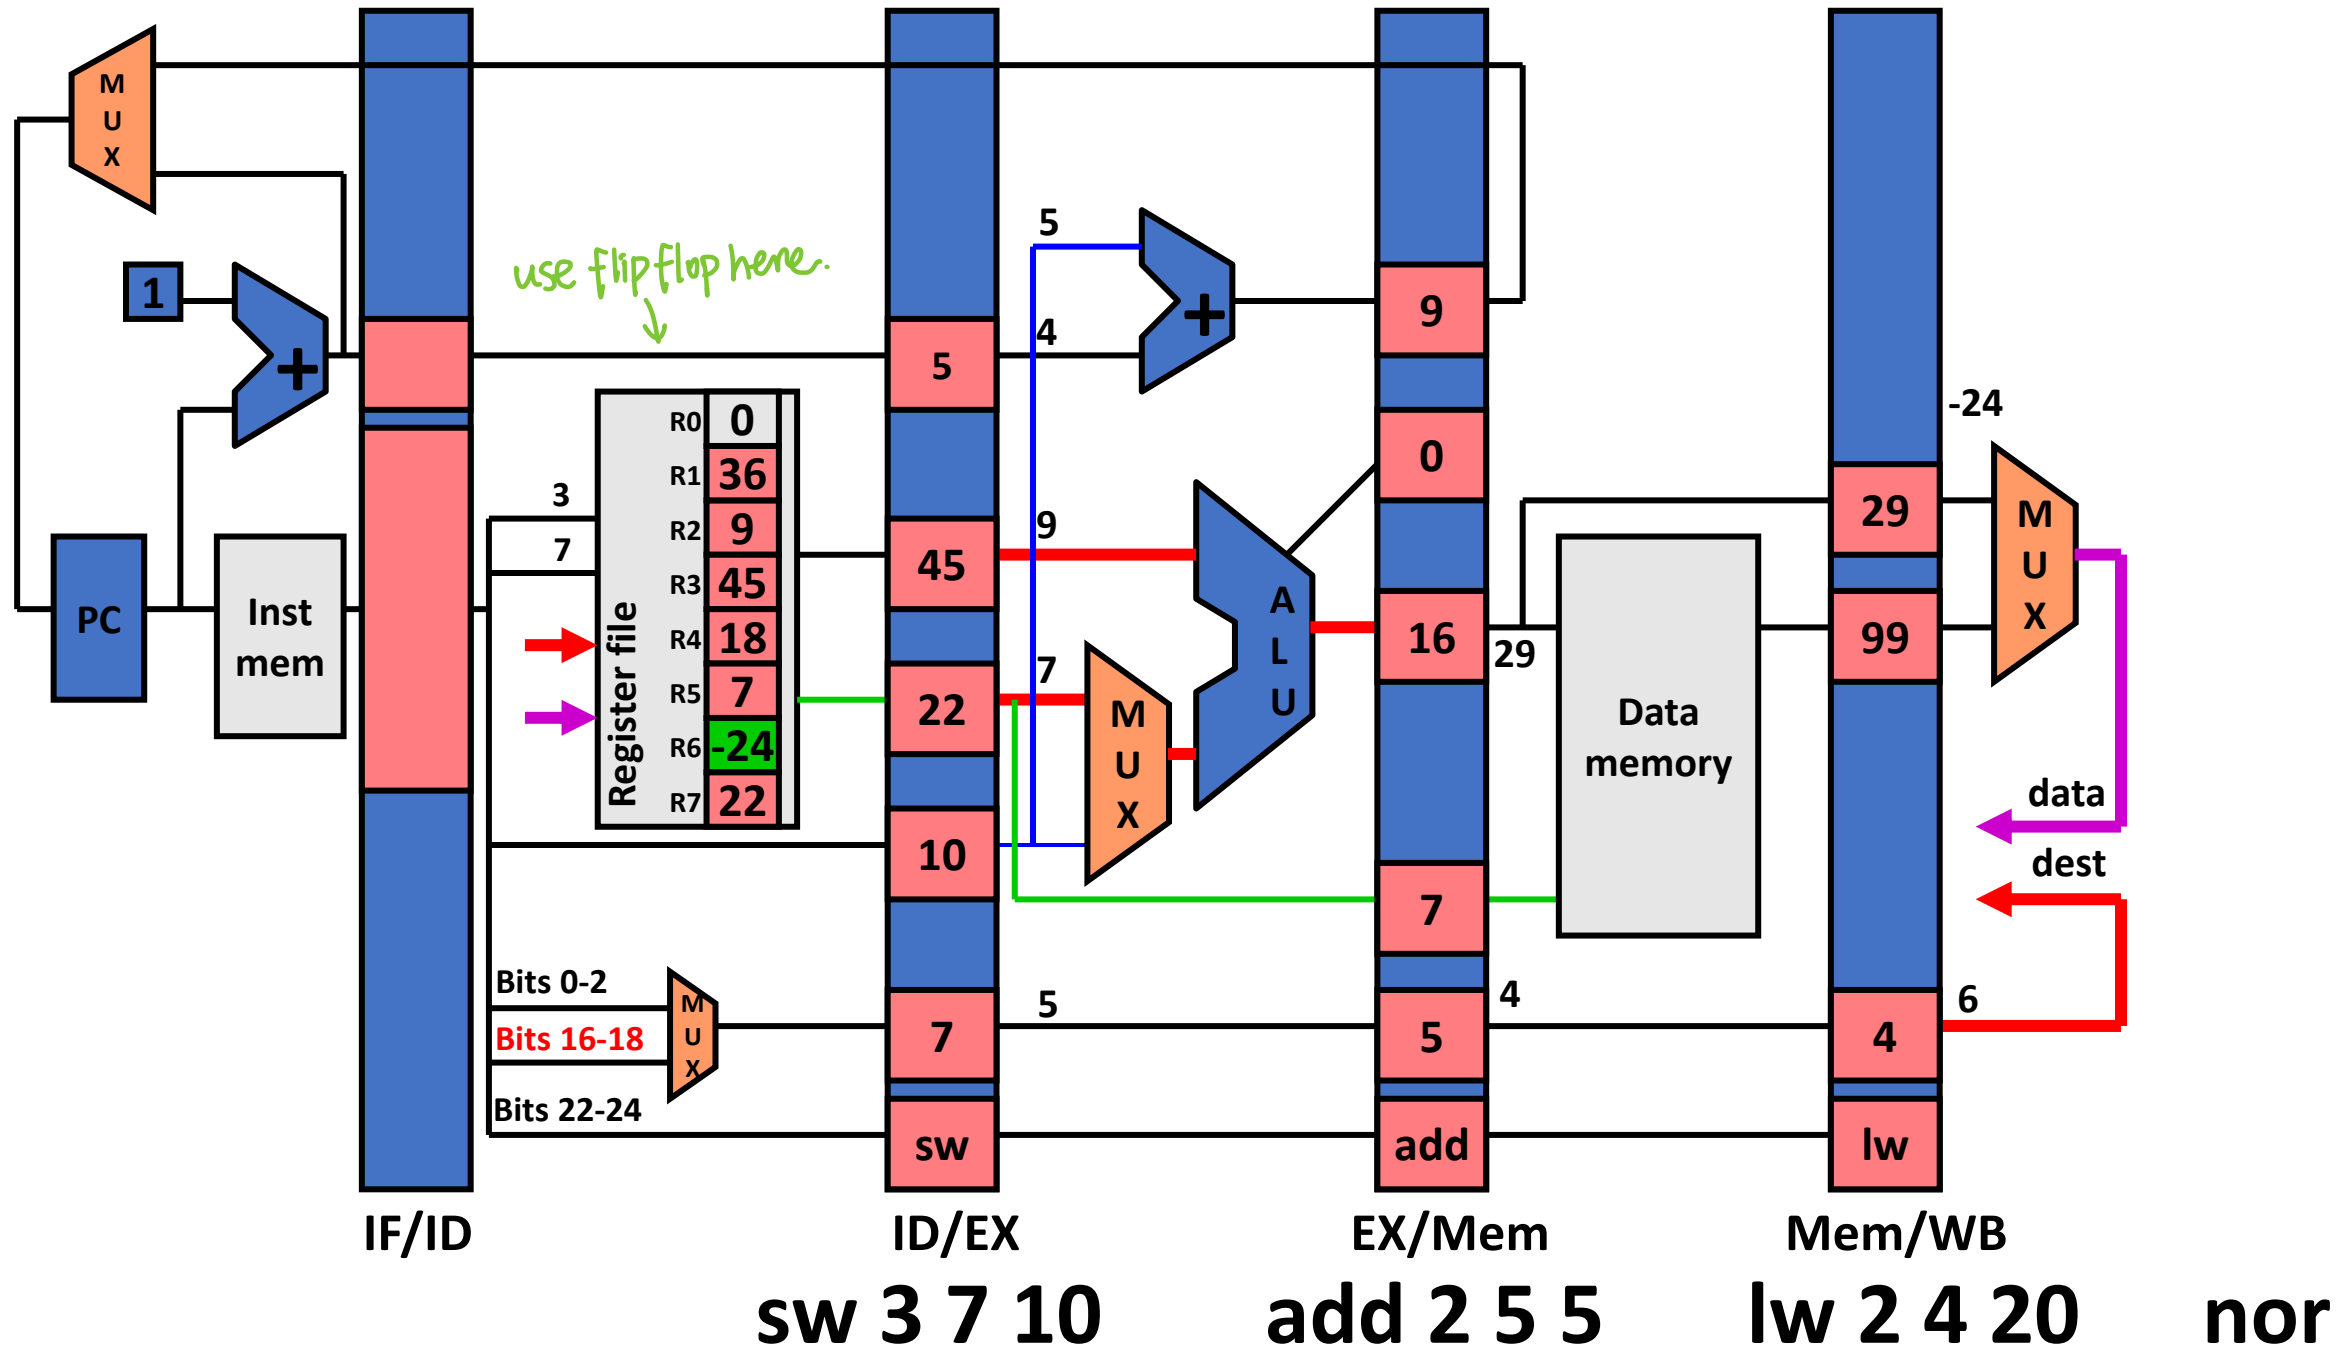 M
U
X
1
+
PC
Inst
mem
use flipflop here.
3
7
Register file
R0 0
R1 36
R2 9
R3 45
R4 18
R5 7
R6 -24
R7 22
Bits 0-2
Bits 16-18
Bits 22-24
M
U
X
5
45
22
10
7
sw
5
4
9
7
5
+
M
U
X
A
L
U
9
0
16
7
5
add
29
4
Data
memory
29
99
4
lw
-24
M
U
X
data
dest
6
IF/ID
ID/EX
EX/Mem
Mem/WB
sw 3 7 10
add 2 5 5
lw 2 4 20
nor